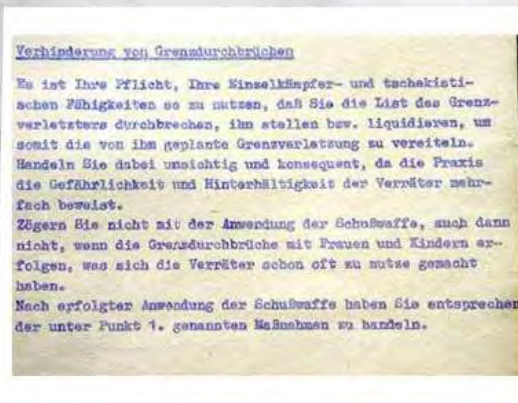 Verhinderung von Grenzdurchbrüchen
Es ist Ihre Pflicht, Ihre Einzelkämpfer- und tschekisti-
schen Fähigkeiten so zu nutzen, daß Sie die List des Grenz-
verletzers durchbrechen, ihn stellen bzw. liquidieren, um
somit die von ihm geplante Grenzverletzung zu vereiteln.
Handeln Sie dabei umsichtig und konsequent, da die Praxis
die Gefährlichkeit und Hinterhältigkeit der Verräter mehr-
fach beweist.
Zögern Sie nicht mit der Anwendung der Schußwaffe, auch dann
nicht, wenn die Grenzdurchbrüche mit Frauen und Kindern er-
folgen, was sich die Verräter schon oft zu nutze gemacht
haben.
Nach erfolgter Anwendung der Schußwaffe haben Sie entsprechen
der unter Punkt 1. genannten Maßnahmen zu handeln.